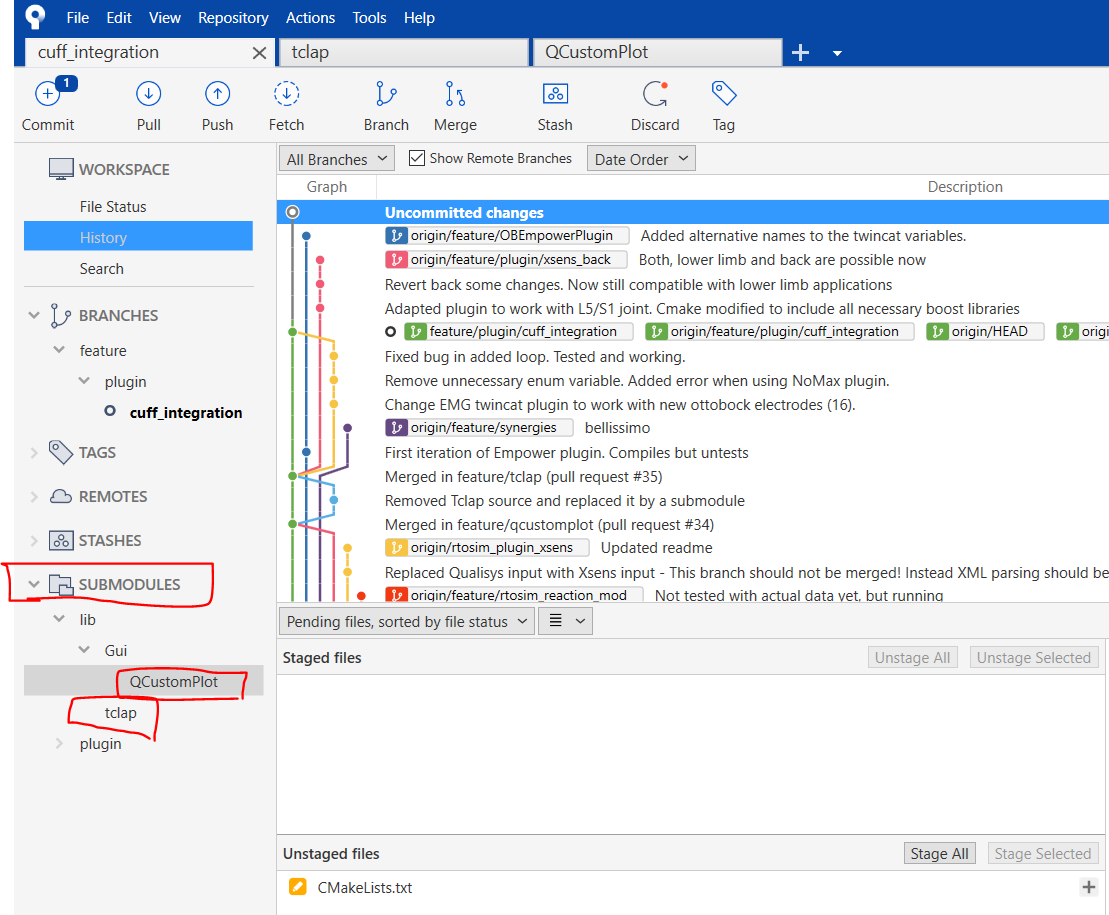 File Edit View Repository Actions Tools Help
cuff_integration tclap QCustomPlot
1
Commit Pull Push Fetch Branch Merge Stash Discard Tag
WORKSPACE
File Status
History
Search
BRANCHES
feature
plugin
cuff_integration
TAGS
REMOTES
STASHES
SUBMODULES
lib
Gui
QCustomPlot
tclap
plugin
All Branches Show Remote Branches Date Order
Graph Description
Uncommitted changes
origin/feature/OBEmpowerPlugin Added alternative names to the twincat variables.
origin/feature/plugin/xsens_back Both, lower limb and back are possible now
Revert back some changes. Now still compatible with lower limb applications
Adapted plugin to work with L5/S1 joint. Cmake modified to include all necessary boost libraries
feature/plugin/cuff_integration origin/feature/plugin/cuff_integration origin/HEAD origi
Fixed bug in added loop. Tested and working.
Remove unnecessary enum variable. Added error when using NoMax plugin.
Change EMG twincat plugin to work with new ottobock electrodes (16).
origin/feature/synergies bellissimo
First iteration of Empower plugin. Compiles but untests
Merged in feature/tclap (pull request #35)
Removed Tclap source and replaced it by a submodule
Merged in feature/qcustomplot (pull request #34)
origin/rtosim_plugin_xsens Updated readme
Replaced Qualisys input with Xsens input - This branch should not be merged! Instead XML parsing should be
origin/feature/rtosim_reaction_mod Not tested with actual data yet, but running
Pending files, sorted by file status
Staged files Unstage All Unstage Selected
Unstaged files Stage All Stage Selected
CMakeLists.txt